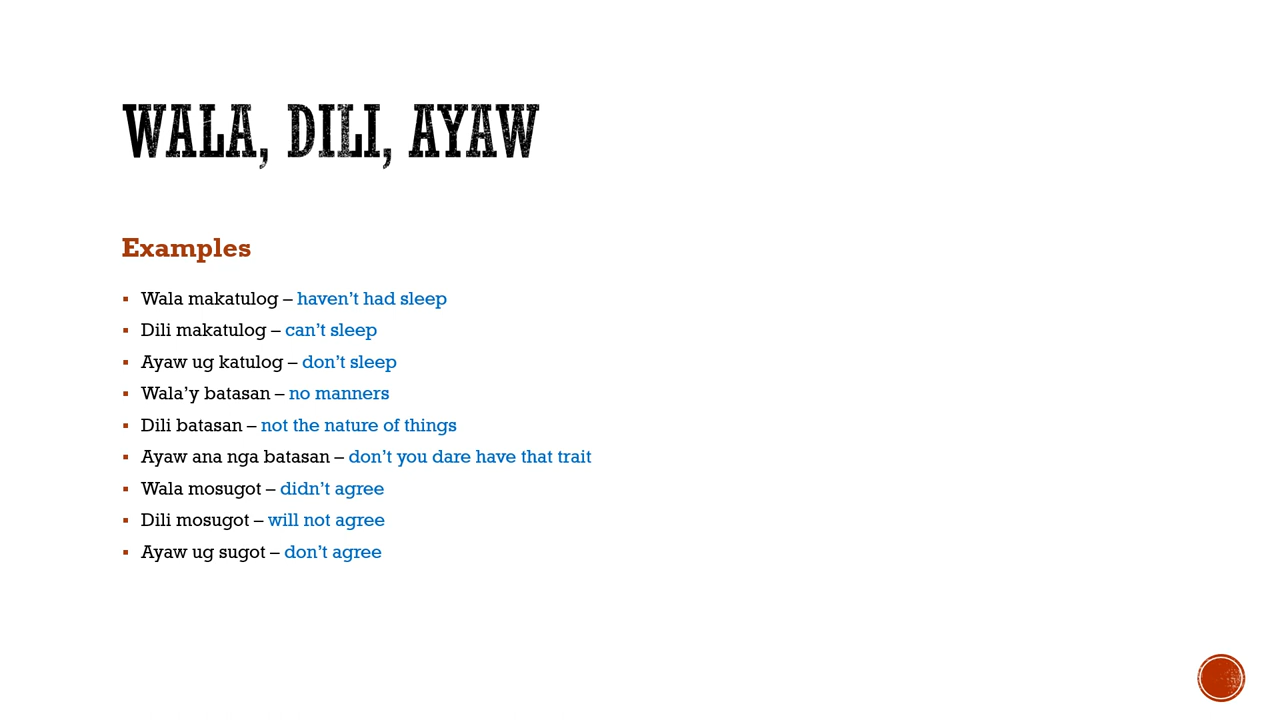 WALA, DILI, AYAW
Examples
▪ Wala makatulog – haven’t had sleep
▪ Dili makatulog – can’t sleep
▪ Ayaw ug katulog – don’t sleep
▪ Wala’y batasan – no manners
▪ Dili batasan – not the nature of things
▪ Ayaw ana nga batasan – don’t you dare have that trait
▪ Wala mosugot – didn’t agree
▪ Dili mosugot – will not agree
▪ Ayaw ug sugot – don’t agree